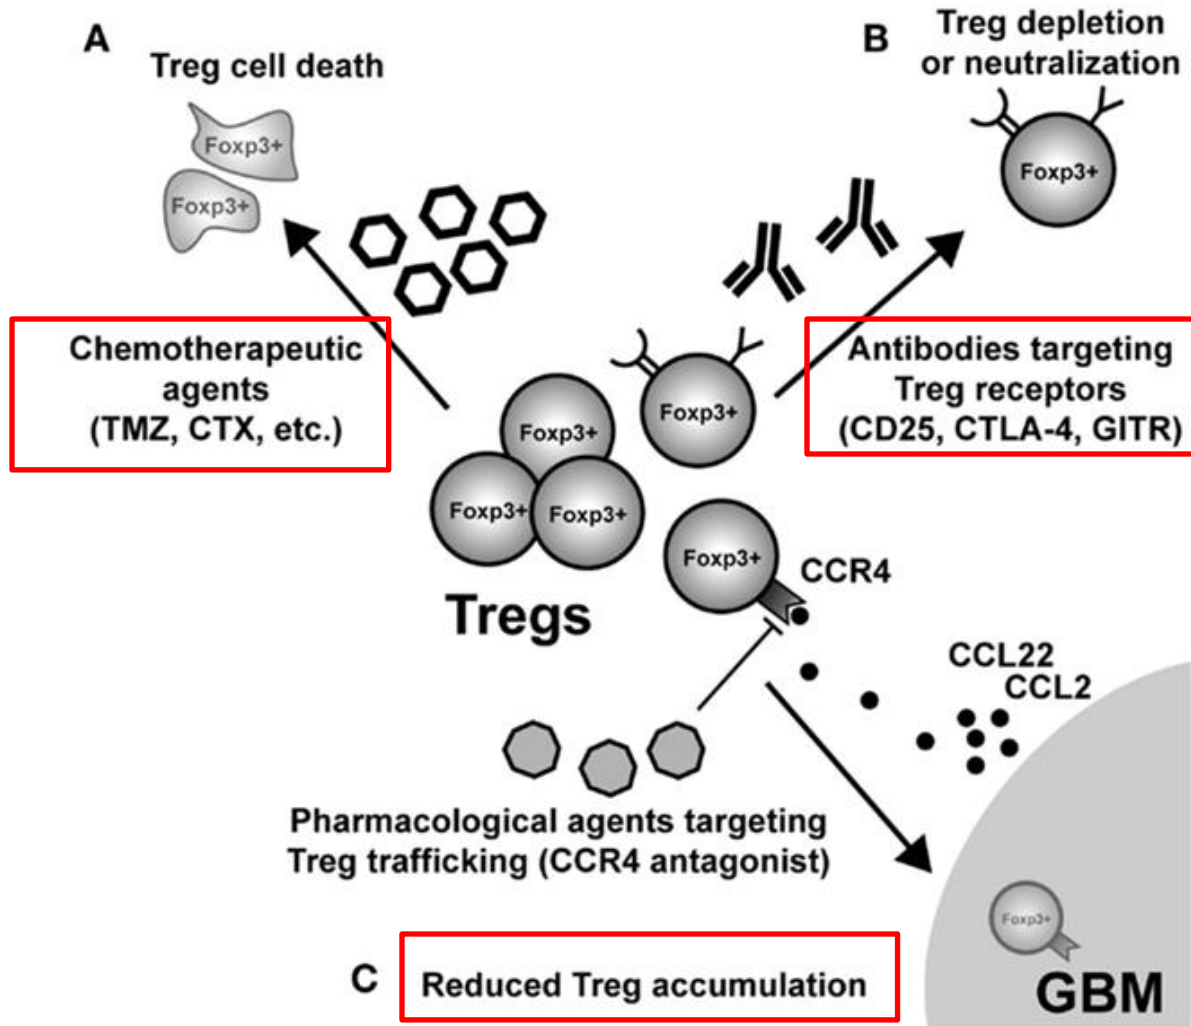 A
Treg cell death
Foxp3+
Foxp3+
Chemotherapeutic
agents
(TMZ, CTX, etc.)
B
Treg depletion
or neutralization
Foxp3+
Antibodies targeting
Treg receptors
(CD25, CTLA-4, GITR)
Foxp3+
Foxp3+
Foxp3+
Foxp3+
Foxp3+
CCR4
Tregs
CCL22
CCL2
Pharmacological agents targeting
Treg trafficking (CCR4 antagonist)
Foxp3+
GBM
C
Reduced Treg accumulation